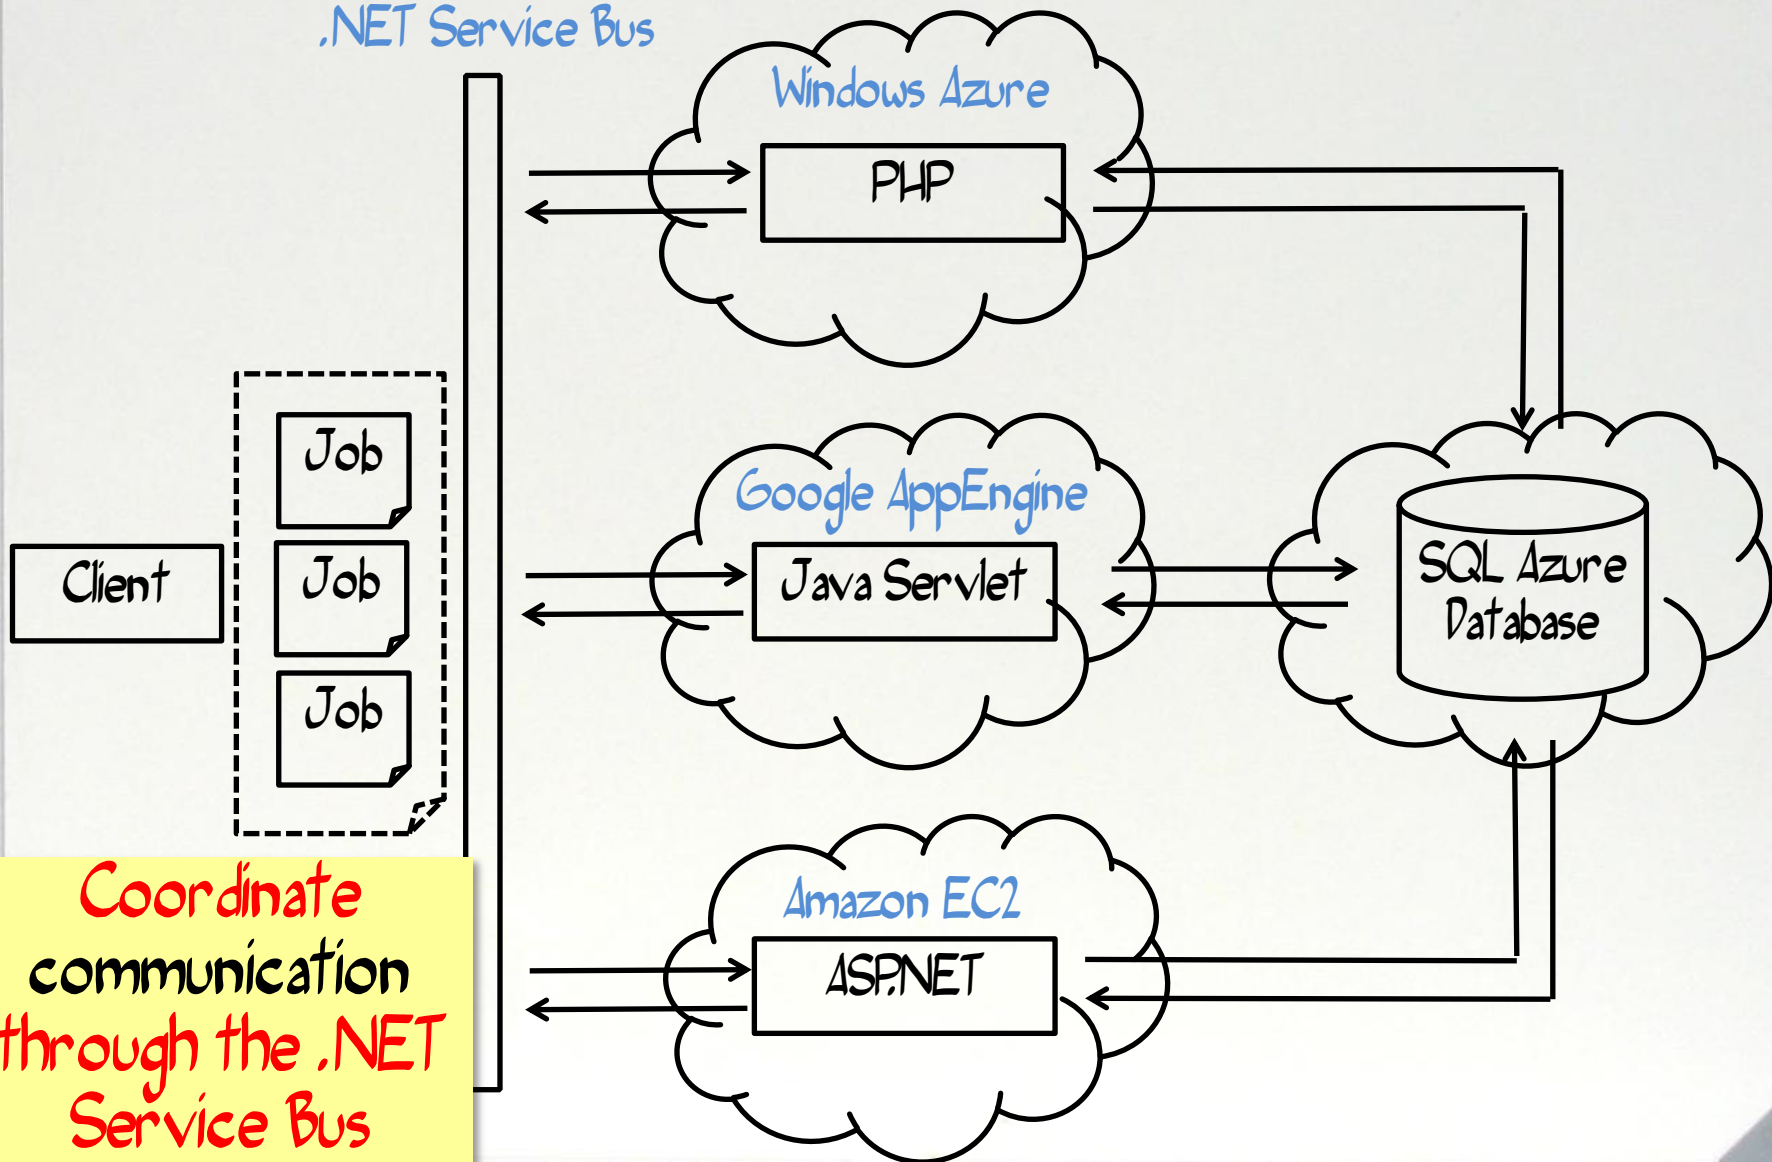 .NET Service Bus
Windows Azure
PHP
Job
Google AppEngine
Client
Job
Java Servlet
SQL Azure
Database
Job
Amazon EC2
ASP.NET
Coordinate
communication
through the .NET
Service Bus